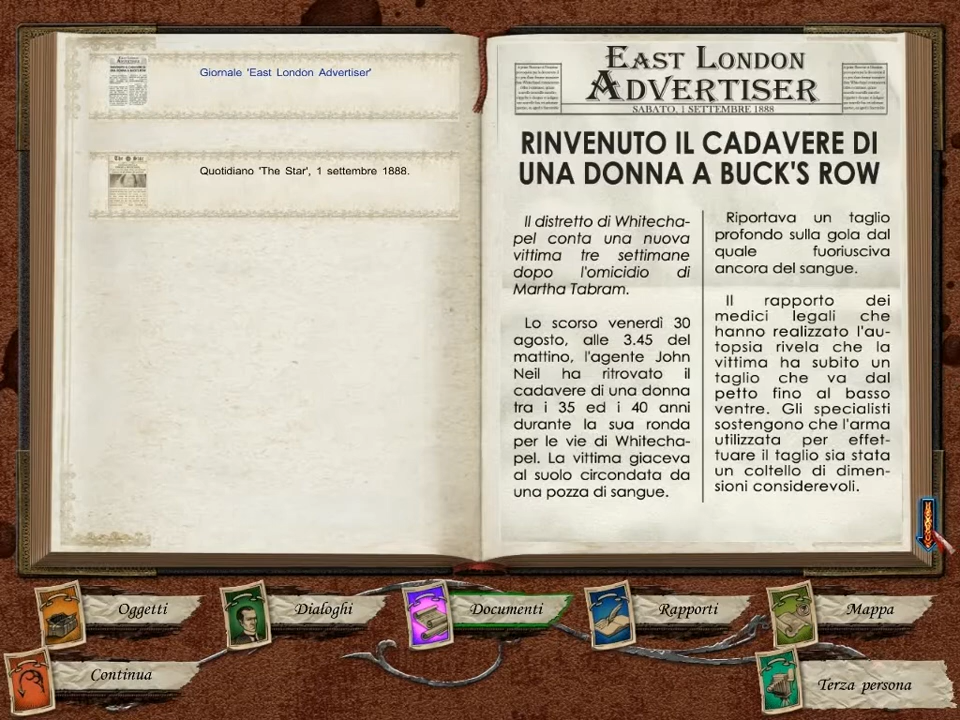 Giornale 'East London Advertiser'
Quotidiano 'The Star', 1 settembre 1888.
EAST LONDON
ADVERTISER
SABATO, 1 SETTEMBRE 1888
RINVENUTO IL CADAVERE DI
UNA DONNA A BUCK'S ROW
Il distretto di Whitecha-
pel conta una nuova
vittima tre settimane
dopo l'omicidio di
Martha Tabram.
Lo scorso venerdì 30
agosto, alle 3.45 del
mattino, l'agente John
Neil ha ritrovato il
cadavere di una donna
tra i 35 ed i 40 anni
durante la sua ronda
per le vie di Whitecha-
pel. La vittima giaceva
al suolo circondata da
una pozza di sangue.
Riportava un taglio
profondo sulla gola dal
quale fuoriusciva
ancora del sangue.
Il rapporto dei
medici legali che
hanno realizzato l'au-
topsia rivela che la
vittima ha subito un
taglio che va dal
petto fino al basso
ventre. Gli specialisti
sostengono che l'arma
utilizzata per effet-
tuare il taglio sia stata
un coltello di dimen-
sioni considerevoli.
Oggetti
Dialoghi
Documenti
Rapporti
Mappa
Continua
Terza persona